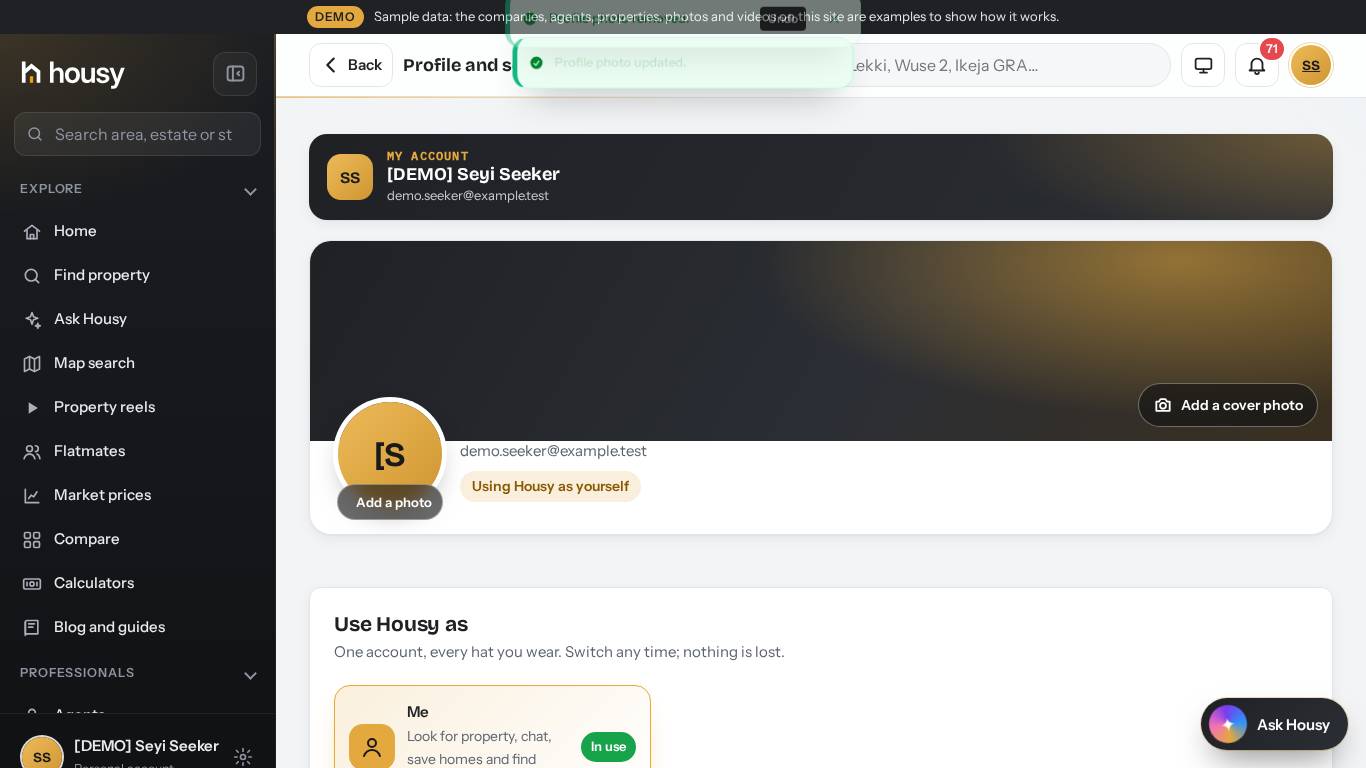 DEMO Sample data: the companies, agents, properties, photos and videos on this site are examples to show how it works.
Undo
housy
Back
Profile and s
Profile photo updated.
Lekki, Wuse 2, Ikeja GRA...
71
SS
Search area, estate or st
EXPLORE
Home
Find property
Ask Housy
Map search
Property reels
Flatmates
Market prices
Compare
Calculators
Blog and guides
PROFESSIONALS
Agents
SS
[DEMO] Seyi Seeker
Personal account
SS
MY ACCOUNT
[DEMO] Seyi Seeker
demo.seeker@example.test
Add a cover photo
[S
Add a photo
demo.seeker@example.test
Using Housy as yourself
Use Housy as
One account, every hat you wear. Switch any time; nothing is lost.
Me
Look for property, chat,
save homes and find
In use
Ask Housy